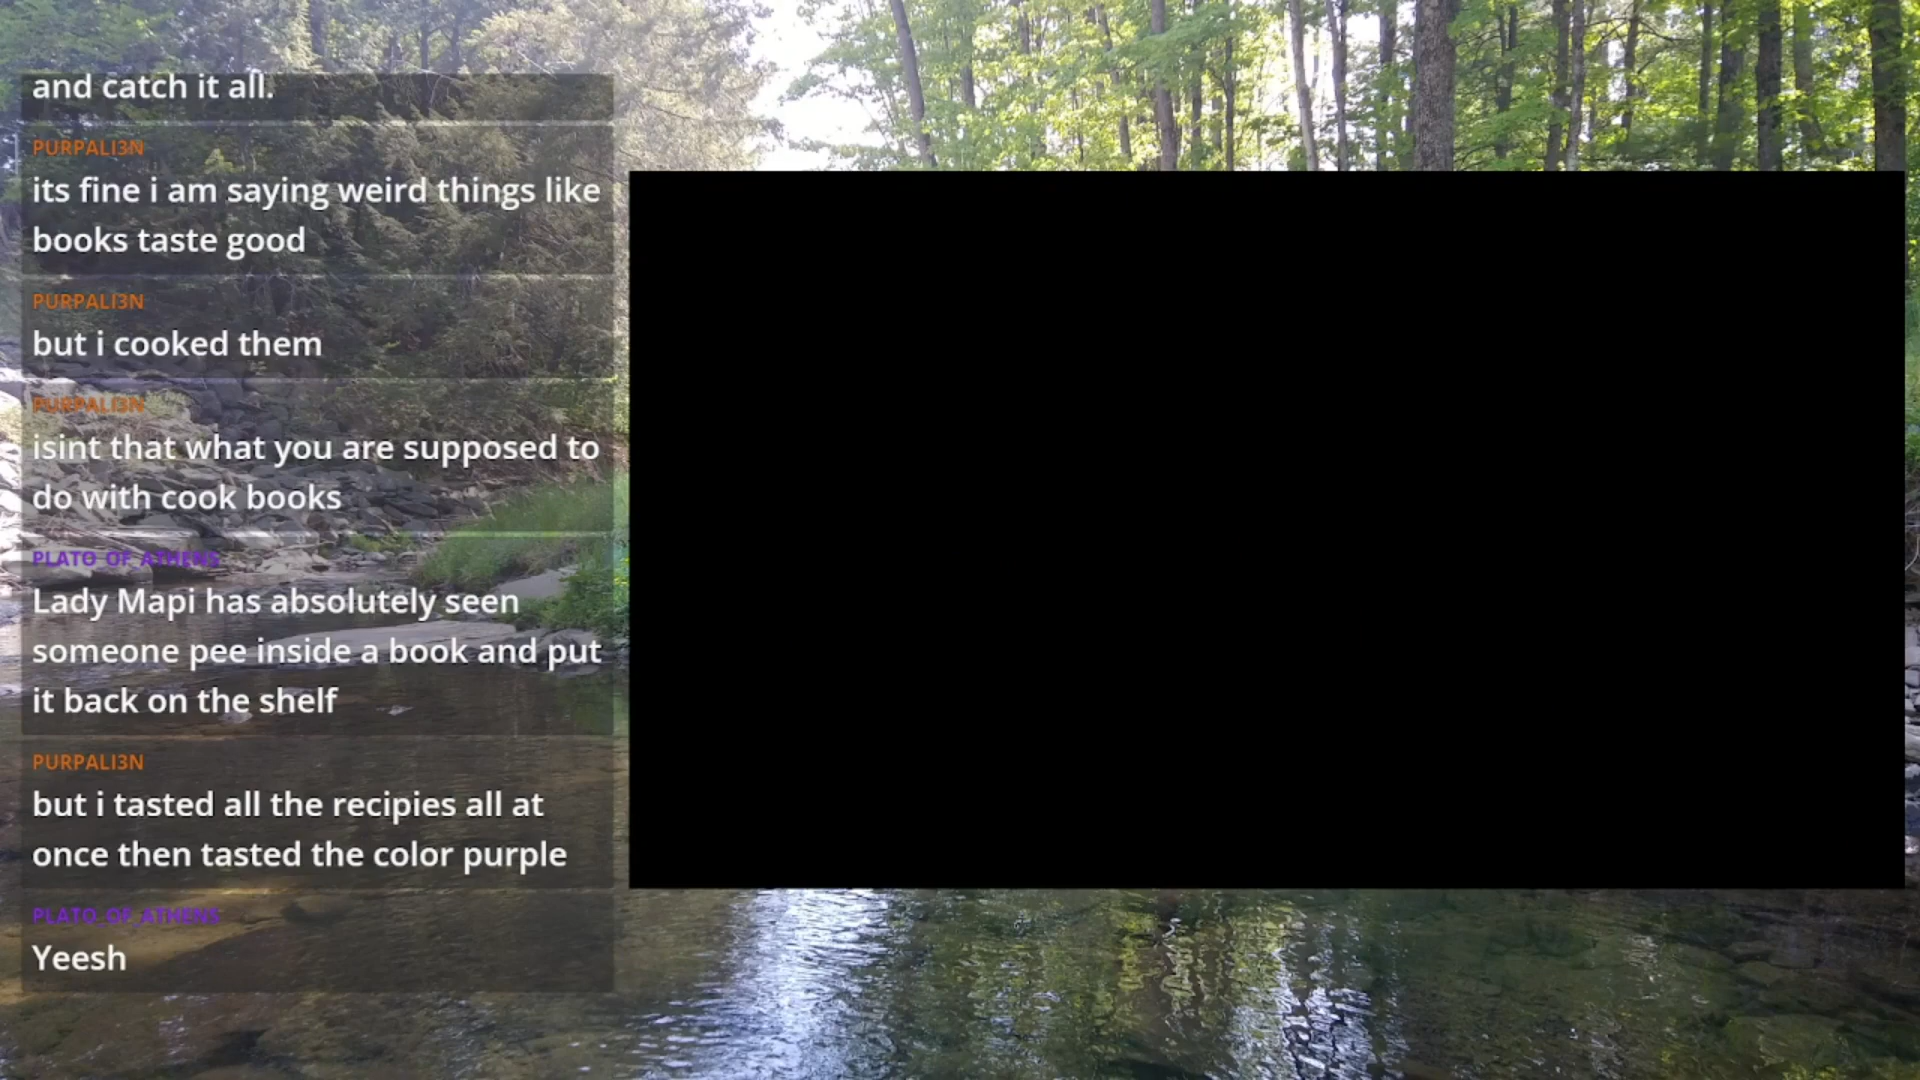 and catch it all.
PURPALI3N
its fine i am saying weird things like
books taste good
PURPALI3N
but i cooked them
PURPALI3N
isint that what you are supposed to
do with cook books
PLATO_OF_ATHENS
Lady Mapi has absolutely seen
someone pee inside a book and put
it back on the shelf
PURPALI3N
but i tasted all the recipies all at
once then tasted the color purple
PLATO_OF_ATHENS
Yeesh